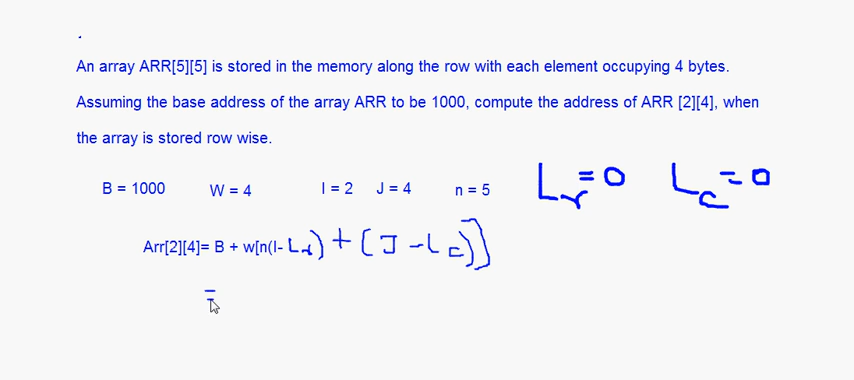 An array ARR[5][5] is stored in the memory along the row with each element occupying 4 bytes.
Assuming the base address of the array ARR to be 1000, compute the address of ARR [2][4], when
the array is stored row wise.
B = 1000 W = 4 I = 2 J = 4 n = 5 Lr=0 Lc=0
Arr[2][4]= B + w[n(I- Lr) + (J - Lc)]
=